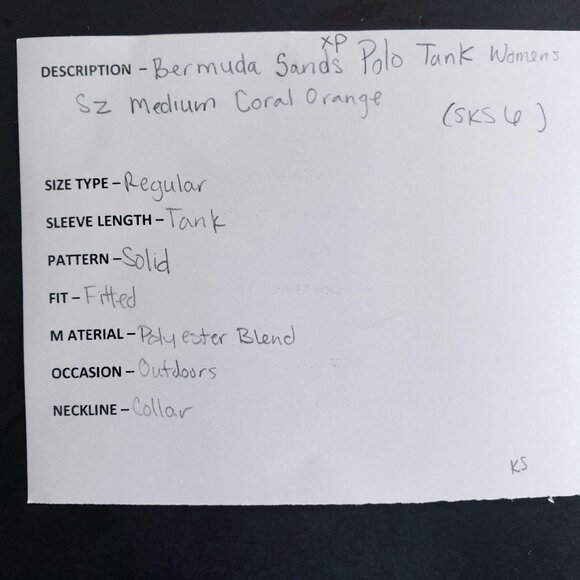 DESCRIPTION - Bermuda Sands XP Polo Tank Womens
Sz Medium Coral Orange
(SKS 6)
SIZE TYPE - Regular
SLEEVE LENGTH - Tank
PATTERN - Solid
FIT - Fitted
M ATERIAL - Polyester Blend
OCCASION - Outdoors
NECKLINE - Collar
KS